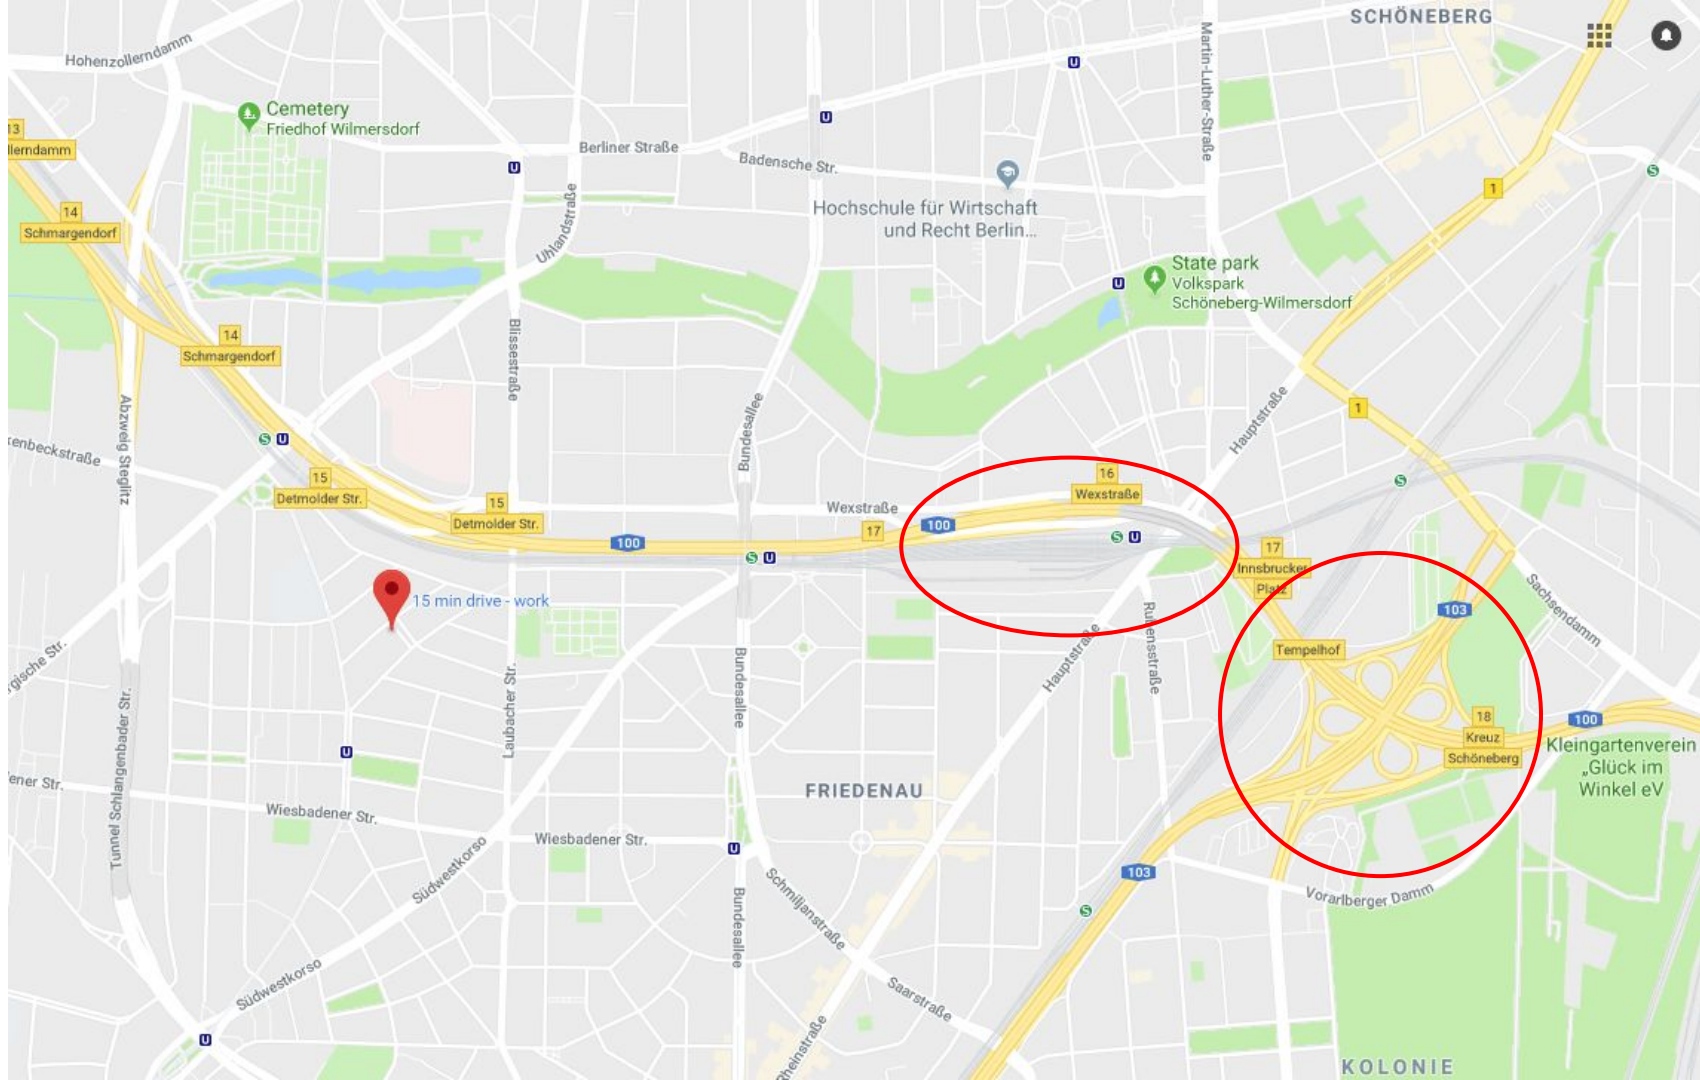 SCHÖNEBERG
Hohenzollerndamm
Martin-Luther-Straße
Cemetery
Friedhof Wilmersdorf
13
llerndamm
U
U
U
Berliner Straße
Badensche Str.
S
1
14
Schmargendorf
Hochschule für Wirtschaft
und Recht Berlin...
Uhlandstraße
State park
Volkspark
Schöneberg-Wilmersdorf
U
14
Schmargendorf
Blissestraße
Abzweig Steglitz
Bundesallee
Hauptstraße
1
S U
kenbeckstraße
15
Detmolder Str.
15
Detmolder Str.
16
Wexstraße
S
Wexstraße
17
100
100
S U
S U
17
Innsbrucker
Platz
Sachsendamm
15 min drive - work
103
Rubensstraße
Hauptstraße
Tempelhof
rgische Str.
Laubacher Str.
Bundesallee
Tunnel Schlangenbader Str.
18
Kreuz
Schöneberg
100
Kleingartenverein
„Glück im
Winkel eV
U
ener Str.
FRIEDENAU
Wiesbadener Str.
Wiesbadener Str.
U
Südwestkorso
103
Vorarlberger Damm
Schmiljanstraße
Bundesallee
S
Südwestkorso
Saarstraße
U
Rheinstraße
KOLONIE